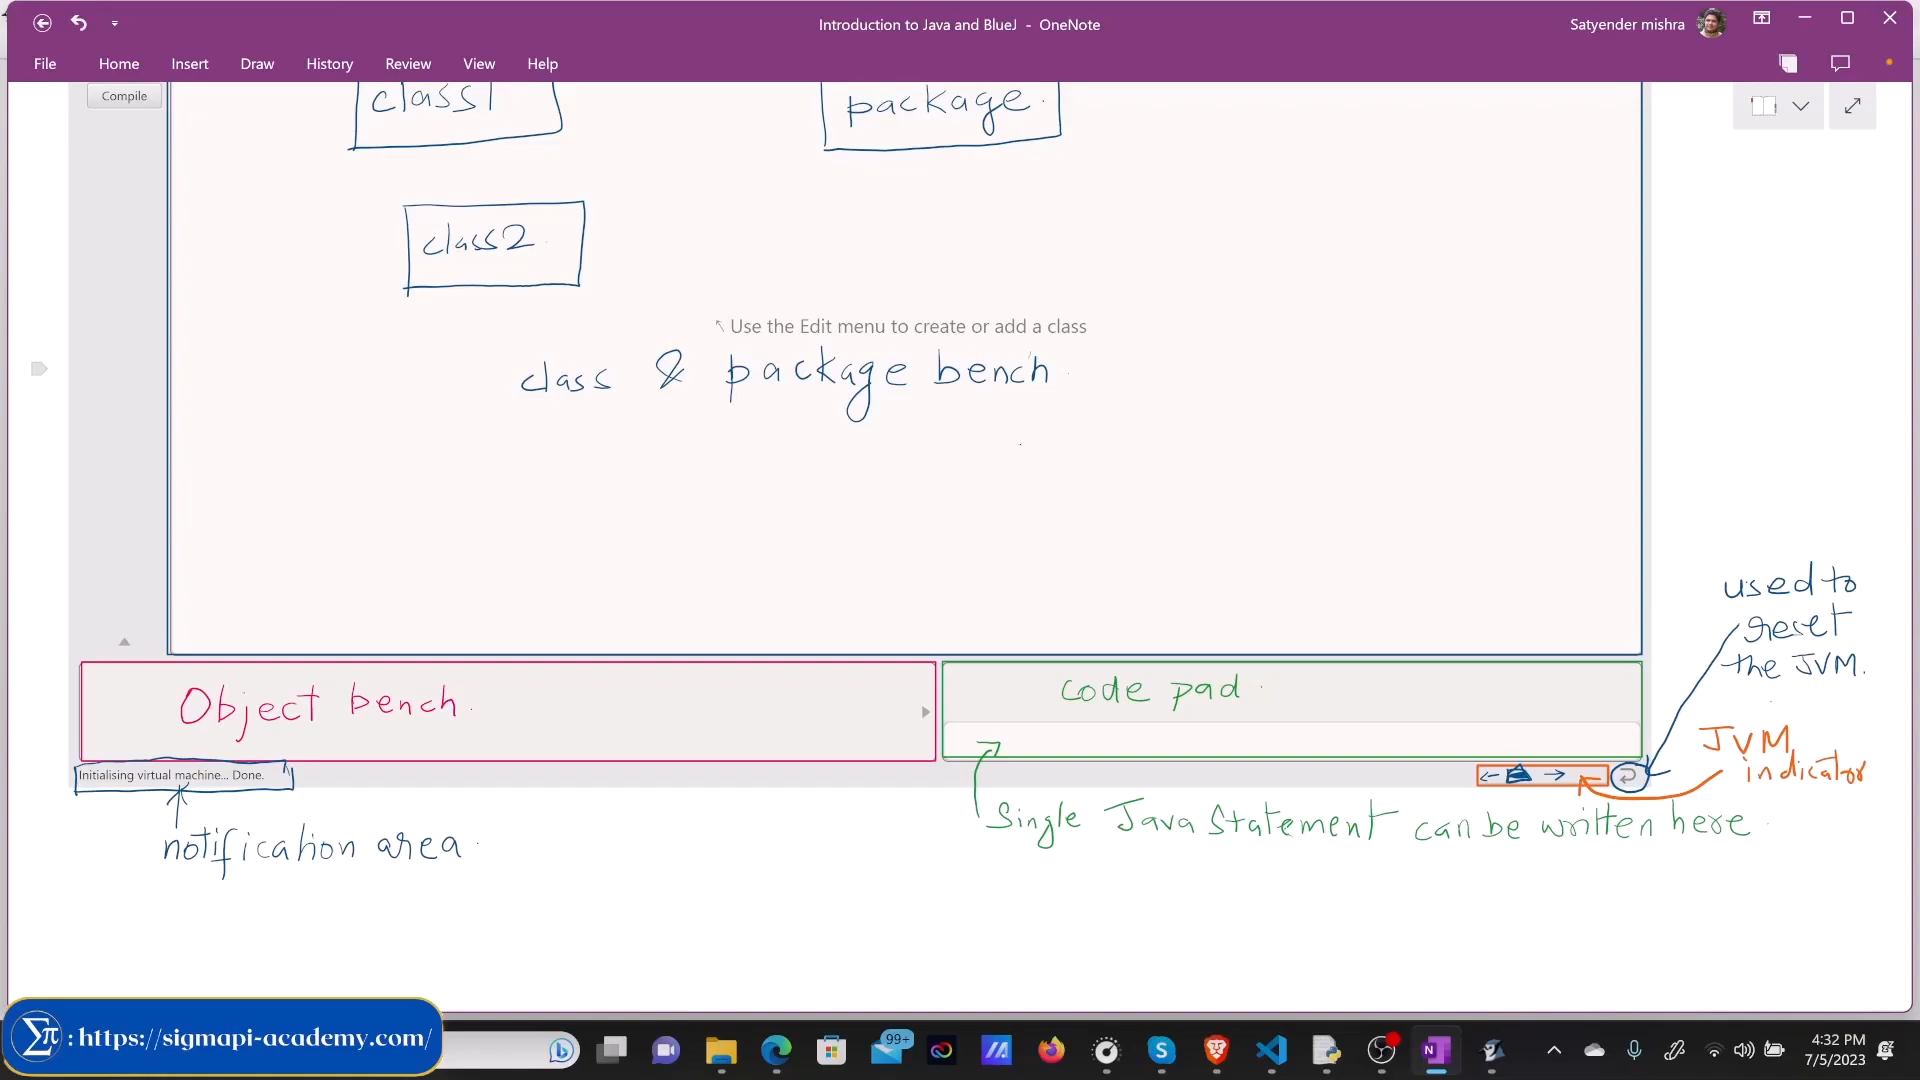 Introduction to Java and BlueJ - OneNote
Satyender mishra
File Home Insert Draw History Review View Help
Compile
class1
package
class2
Use the Edit menu to create or add a class
class & package bench
used to
reset
the JVM.
Object bench.
code pad
JVM
indicator
Initialising virtual machine... Done.
Single Java Statement can be written here
notification area
Σπ : https://sigmapi-academy.com/
99+
4:32 PM
7/5/2023